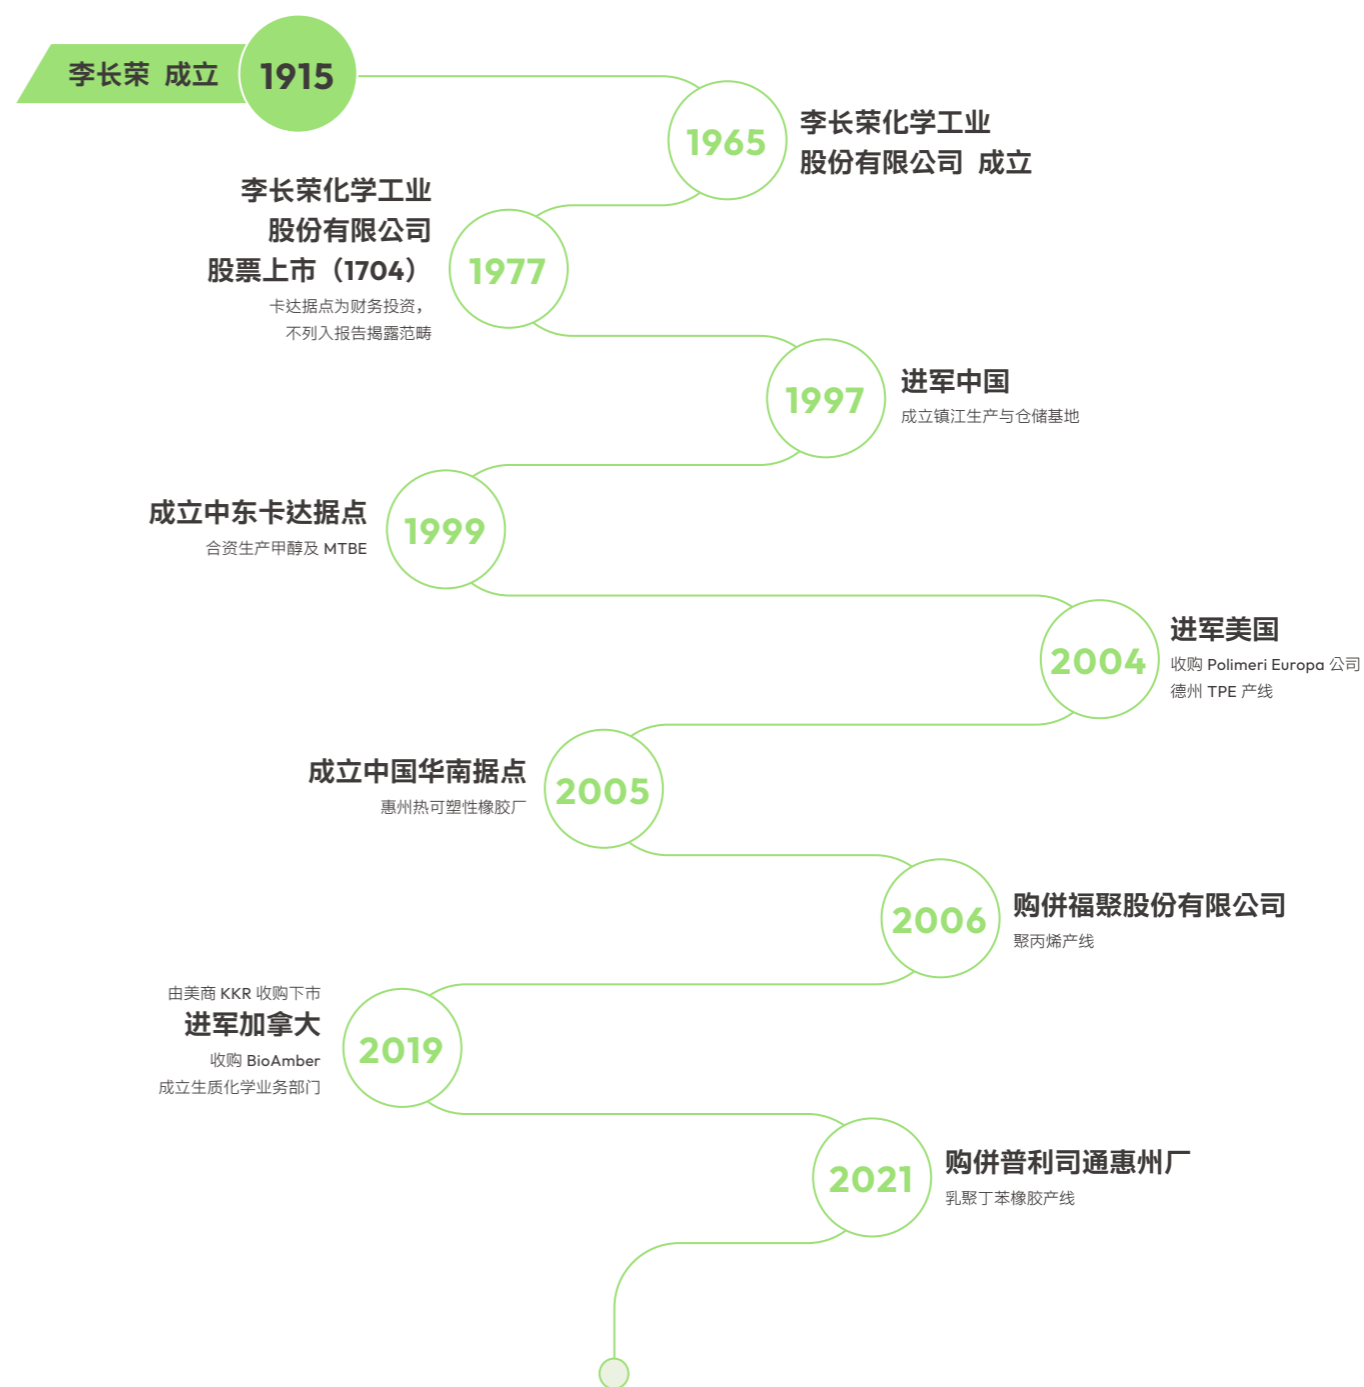 李长荣 成立 1915
1965
李长荣化学工业
股份有限公司 成立
李长荣化学工业
股份有限公司
股票上市（1704）
卡达据点为财务投资，
不列入报告揭露范畴
1977
1997
进军中国
成立镇江生产与仓储基地
成立中东卡达据点
合资生产甲醇及 MTBE
1999
2004
进军美国
收购 Polimeri Europa 公司
德州 TPE 产线
成立中国华南据点
惠州热可塑性橡胶厂
2005
2006
购併福聚股份有限公司
聚丙烯产线
由美商 KKR 收购下市
进军加拿大
收购 BioAmber
成立生质化学业务部门
2019
2021
购併普利司通惠州厂
乳聚丁苯橡胶产线